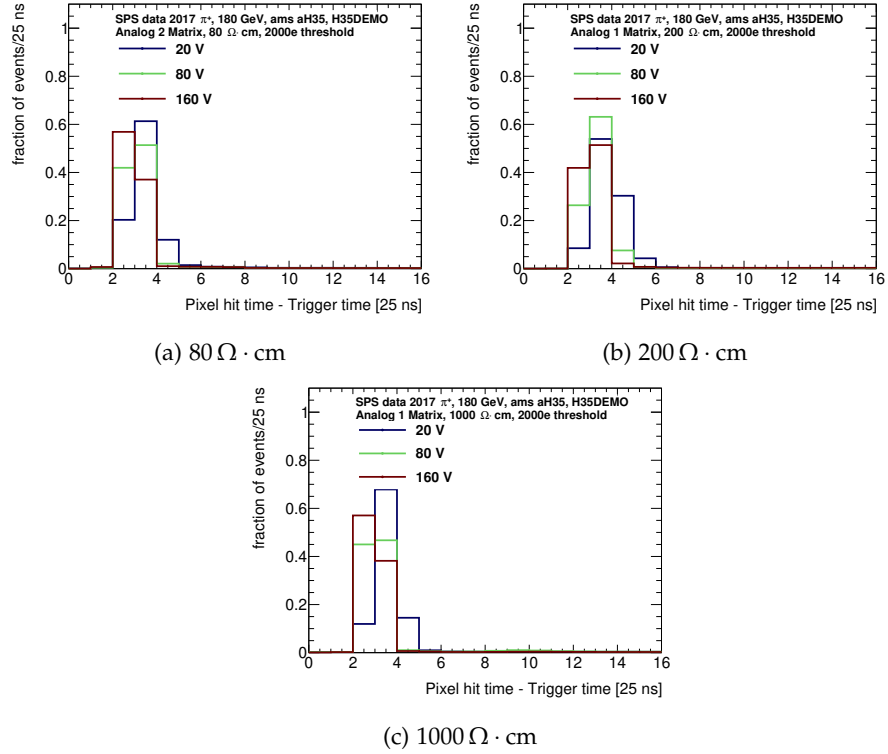 SPS data 2017 π⁺, 180 GeV, ams aH35, H35DEMO
Analog 2 Matrix, 80 Ω· cm, 2000e threshold
20 V
80 V
160 V
fraction of events/25 ns
1
0.8
0.6
0.4
0.2
0
0 2 4 6 8 10 12 14 16
Pixel hit time - Trigger time [25 ns]
(a) 80 Ω · cm
SPS data 2017 π⁺, 180 GeV, ams aH35, H35DEMO
Analog 1 Matrix, 200 Ω· cm, 2000e threshold
20 V
80 V
160 V
fraction of events/25 ns
1
0.8
0.6
0.4
0.2
0
0 2 4 6 8 10 12 14 16
Pixel hit time - Trigger time [25 ns]
(b) 200 Ω · cm
SPS data 2017 π⁺, 180 GeV, ams aH35, H35DEMO
Analog 1 Matrix, 1000 Ω· cm, 2000e threshold
20 V
80 V
160 V
fraction of events/25 ns
1
0.8
0.6
0.4
0.2
0
0 2 4 6 8 10 12 14 16
Pixel hit time - Trigger time [25 ns]
(c) 1000 Ω · cm